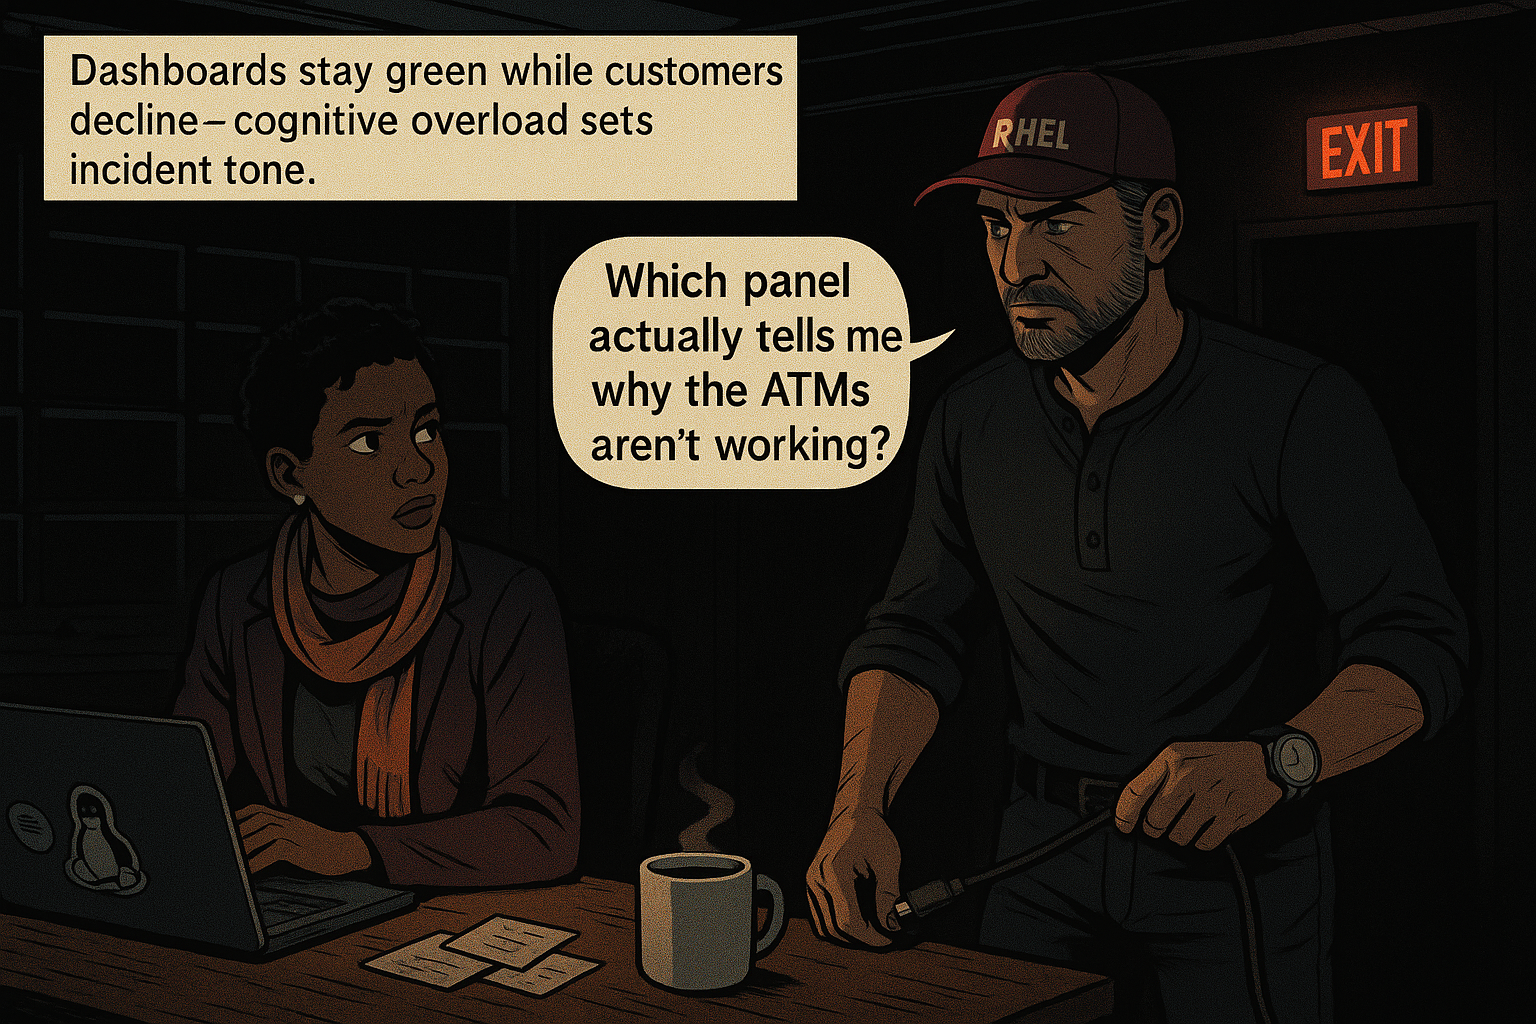 Dashboards stay green while customers
decline–cognitive overload sets
incident tone.
Which panel
actually tells me
why the ATMs
aren’t working?
RHEL
EXIT